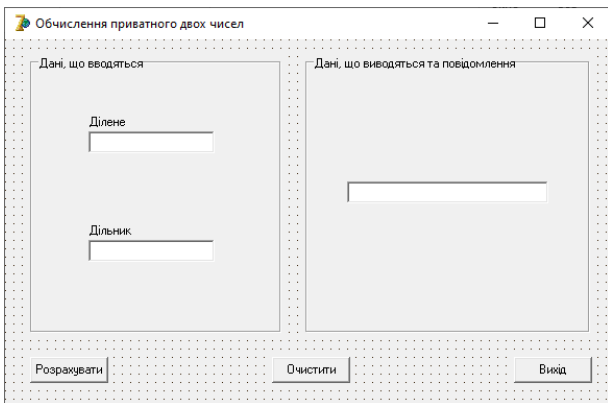 Обчислення приватного двох чисел
Дані, що вводяться
Дані, що виводяться та повідомлення
Ділене
Дільник
Розрахувати
Очистити
Вихід